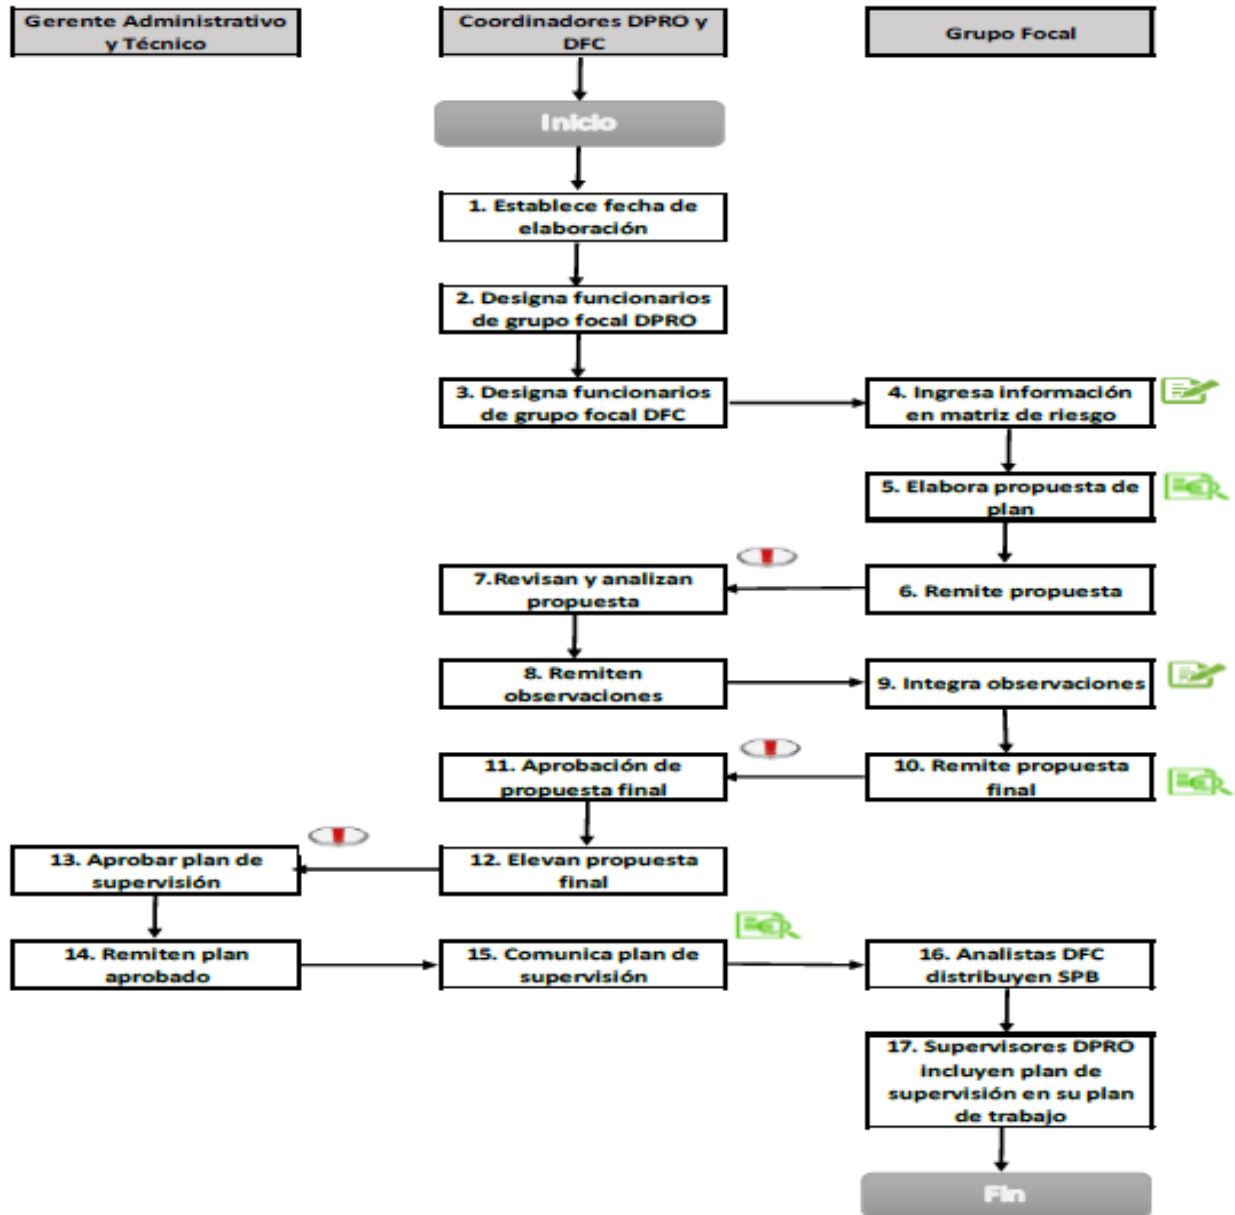 Gerente Administrativo
y Técnico
Coordinadores DPRO y
DFC
Grupo Focal
Inicio
1. Establece fecha de
elaboración
2. Designa funcionarios
de grupo focal DPRO
3. Designa funcionarios
de grupo focal DFC
4. Ingresa información
en matriz de riesgo
5. Elabora propuesta de
plan
6. Remite propuesta
7.Revisan y analizan
propuesta
8. Remiten
observaciones
9. Integra observaciones
10. Remite propuesta
final
11. Aprobación de
propuesta final
12. Elevan propuesta
final
13. Aprobar plan de
supervisión
14. Remiten plan
aprobado
15. Comunica plan de
supervisión
16. Analistas DFC
distribuyen SPB
17. Supervisores DPRO
incluyen plan de
supervisión en su plan
de trabajo
Fin